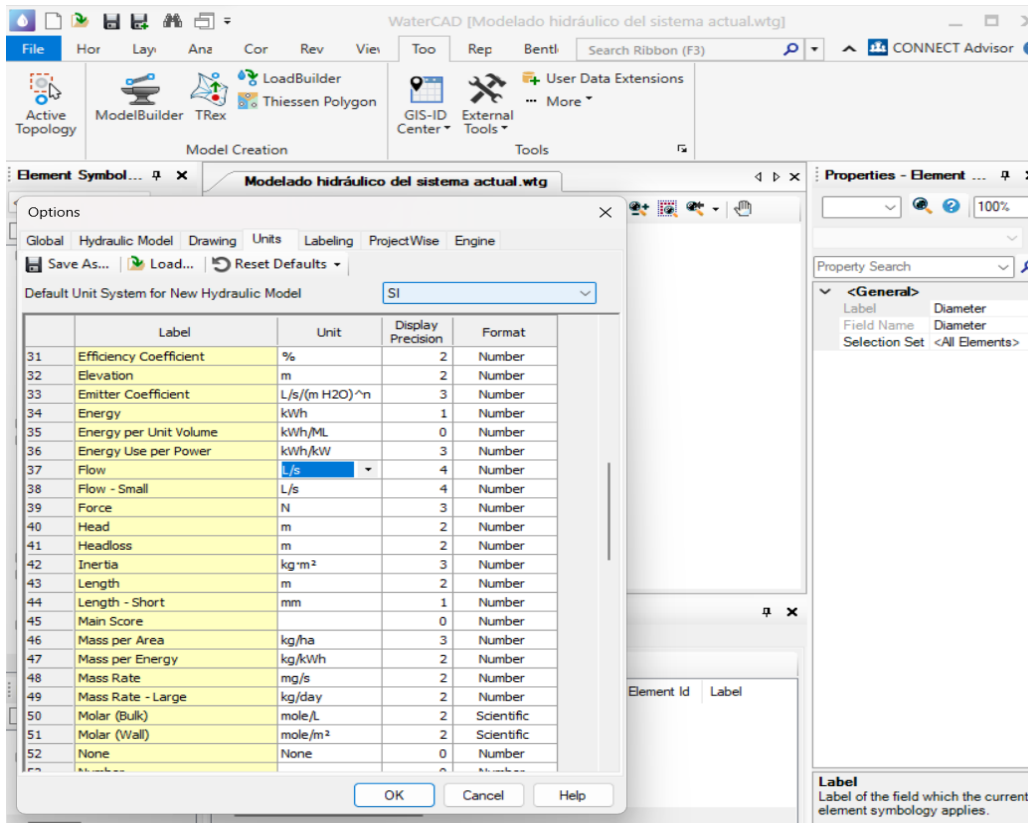 WaterCAD [Modelado hidráulico del sistema actual.wtg]
File Hor Lay Ana Cor Rev Viev Too Rep Bentl Search Ribbon (F3) CONNECT Advisor
Active Topology
ModelBuilder
TRex
LoadBuilder
Thiessen Polygon
Model Creation
GIS-ID Center
External Tools
User Data Extensions
More
Tools
Element Symbol...
Modelado hidráulico del sistema actual.wtg
Properties - Element ...
100%
Property Search
<General>
Label Diameter
Field Name Diameter
Selection Set <All Elements>
Options
Global Hydraulic Model Drawing Units Labeling ProjectWise Engine
Save As... Load... Reset Defaults
Default Unit System for New Hydraulic Model SI
Label Unit Display Precision Format
31 Efficiency Coefficient % 2 Number
32 Elevation m 2 Number
33 Emitter Coefficient L/s/(m H2O)^n 3 Number
34 Energy kWh 1 Number
35 Energy per Unit Volume kWh/ML 0 Number
36 Energy Use per Power kWh/kW 3 Number
37 Flow L/s 4 Number
38 Flow - Small L/s 4 Number
39 Force N 3 Number
40 Head m 2 Number
41 Headloss m 2 Number
42 Inertia kg·m² 3 Number
43 Length m 2 Number
44 Length - Short mm 1 Number
45 Main Score 0 Number
46 Mass per Area kg/ha 3 Number
47 Mass per Energy kg/kWh 2 Number
48 Mass Rate mg/s 2 Number
49 Mass Rate - Large kg/day 2 Number
50 Molar (Bulk) mole/L 2 Scientific
51 Molar (Wall) mole/m² 2 Scientific
52 None None 0 Number
OK Cancel Help
Element Id Label
Label
Label of the field which the current
element symbology applies.